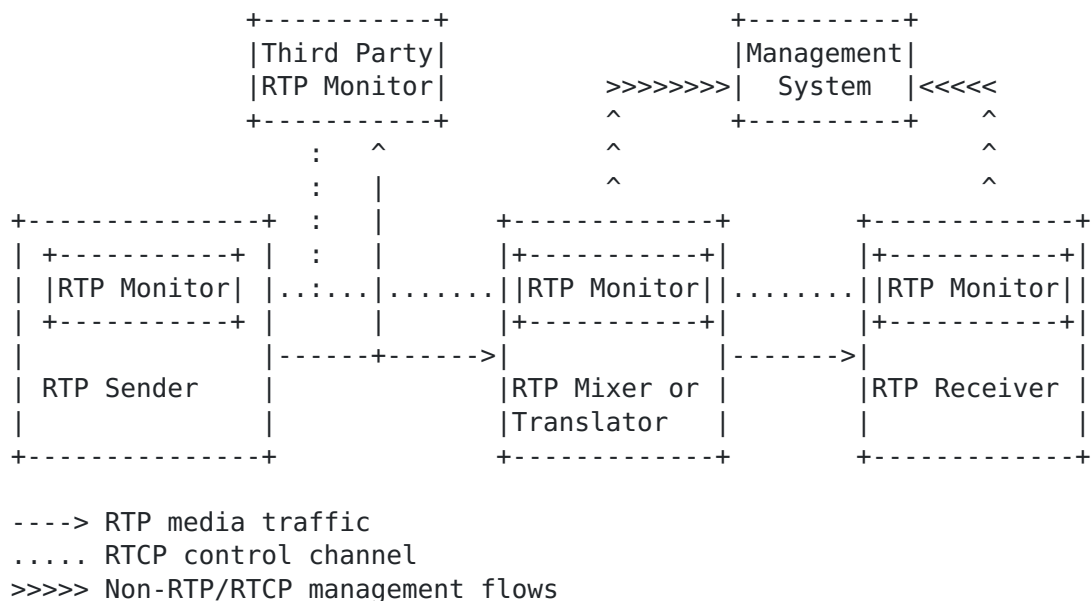 +-----------+                   +----------+
                |Third Party|                   |Management|
                |RTP Monitor|          >>>>>>>>|  System  |<<<<<
                +-----------+          ^       +----------+     ^
                    :   ^              ^                        ^
                    :   |              ^                        ^
+---------------+   :   |       +-------------+         +-------------+
| +-----------+ |   :   |       |+-----------+|         |+-----------+|
| |RTP Monitor| |..:...|.......||RTP Monitor||........||RTP Monitor||
| +-----------+ |       |       |+-----------+|         |+-----------+|
|               |------+------>|             |------->|             |
| RTP Sender    |               |RTP Mixer or |         |RTP Receiver |
|               |               |Translator   |         |             |
+---------------+               +-------------+         +-------------+
----> RTP media traffic
..... RTCP control channel
>>>>> Non-RTP/RTCP management flows